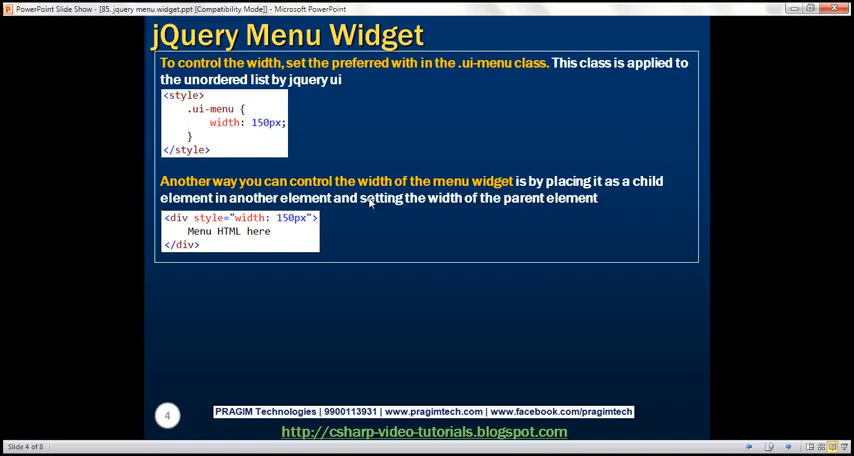 PowerPoint Slide Show - [85. jquery menu widget.ppt [Compatibility Mode]] - Microsoft PowerPoint
jQuery Menu Widget
To control the width, set the preferred with in the .ui-menu class. This class is applied to
the unordered list by jquery ui
<style>
.ui-menu {
width: 150px;
}
</style>
Another way you can control the width of the menu widget is by placing it as a child
element in another element and setting the width of the parent element
<div style="width: 150px">
Menu HTML here
</div>
4
PRAGIM Technologies | 9900113931 | www.pragimtech.com | www.facebook.com/pragimtech
http://csharp-video-tutorials.blogspot.com
Slide 4 of 8